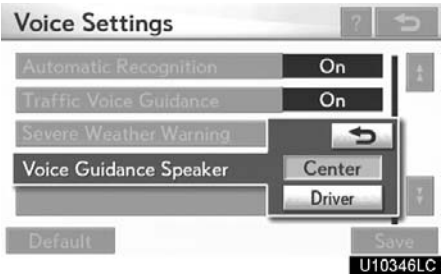 Voice Settings ?
Automatic Recognition On
Traffic Voice Guidance On
Severe Weather Warning
Voice Guidance Speaker Center
Driver
Default Save
U10346LC